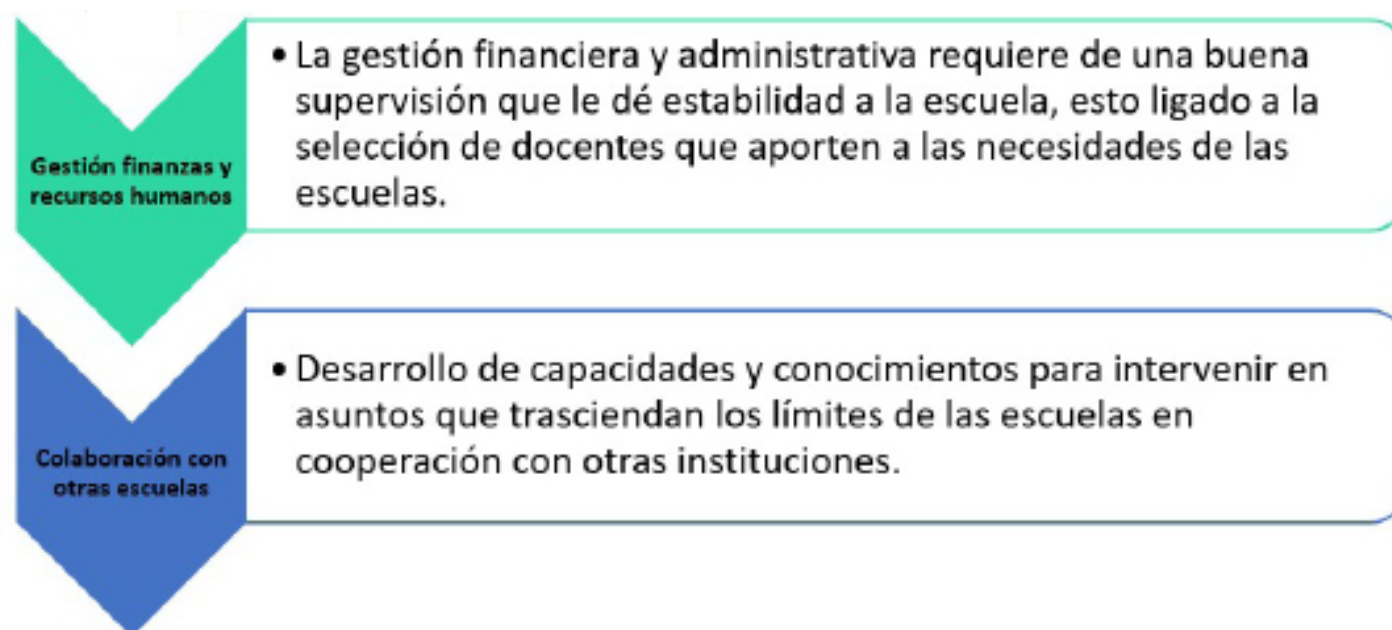 Gestión finanzas y
recursos humanos
• La gestión financiera y administrativa requiere de una buena
supervisión que le dé estabilidad a la escuela, esto ligado a la
selección de docentes que aporten a las necesidades de las
escuelas.
Colaboración con
otras escuelas
• Desarrollo de capacidades y conocimientos para intervenir en
asuntos que trasciendan los límites de las escuelas en
cooperación con otras instituciones.